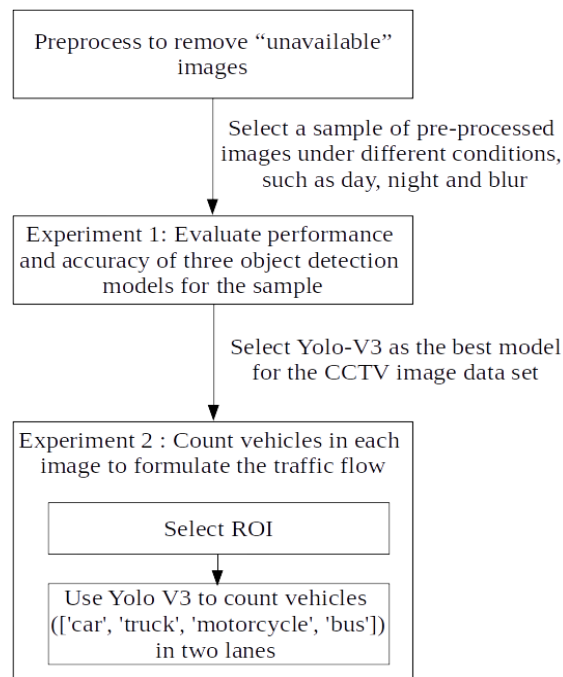 Preprocess to remove “unavailable”
images
Select a sample of pre-processed
images under different conditions,
such as day, night and blur
Experiment 1: Evaluate performance
and accuracy of three object detection
models for the sample
Select Yolo-V3 as the best model
for the CCTV image data set
Experiment 2 : Count vehicles in each
image to formulate the traffic flow
Select ROI
Use Yolo V3 to count vehicles
(['car', 'truck', 'motorcycle', 'bus'])
in two lanes